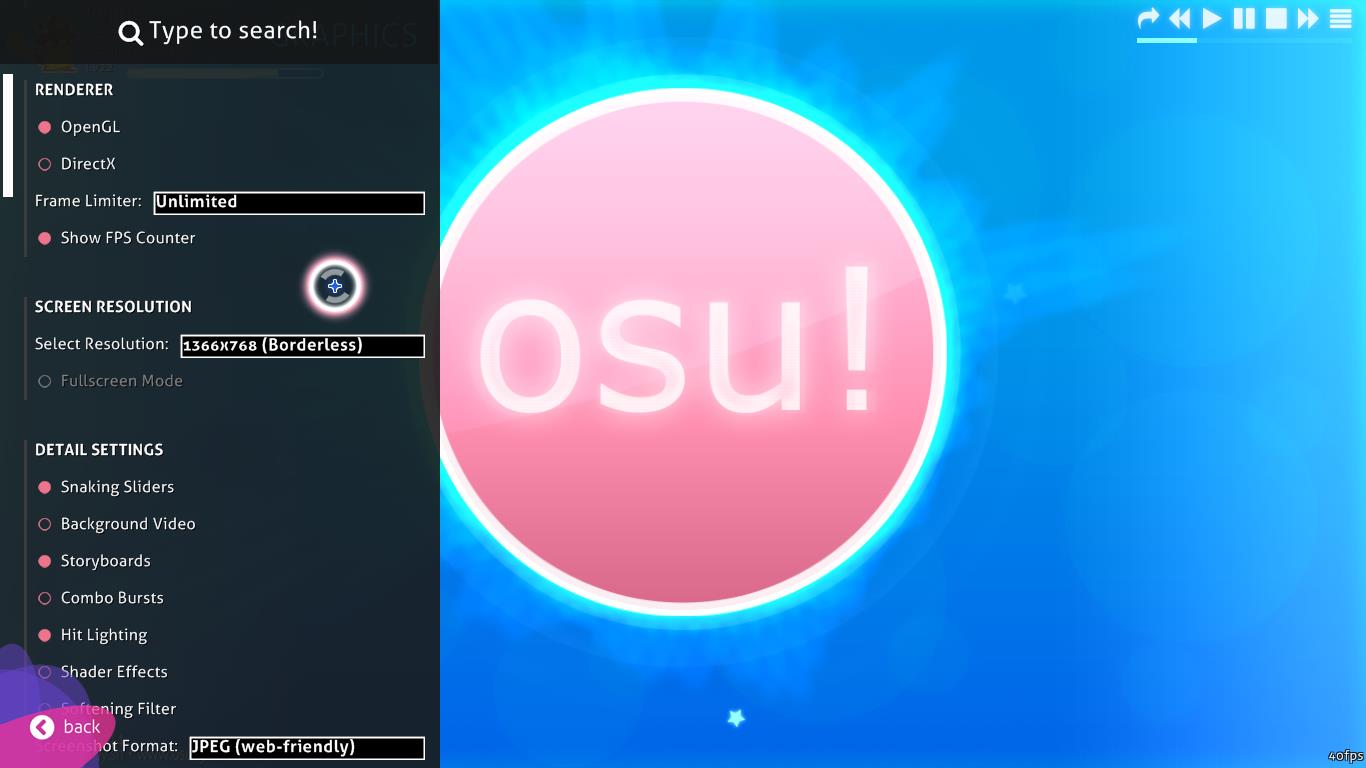 Type to search!
GRAPHICS
RENDERER
OpenGL
DirectX
Frame Limiter: Unlimited
Show FPS Counter
SCREEN RESOLUTION
Select Resolution: 1366x768 (Borderless)
Fullscreen Mode
DETAIL SETTINGS
Snaking Sliders
Background Video
Storyboards
Combo Bursts
Hit Lighting
Shader Effects
Softening Filter
back
Screenshot Format: JPEG (web-friendly)
osu!
40fps